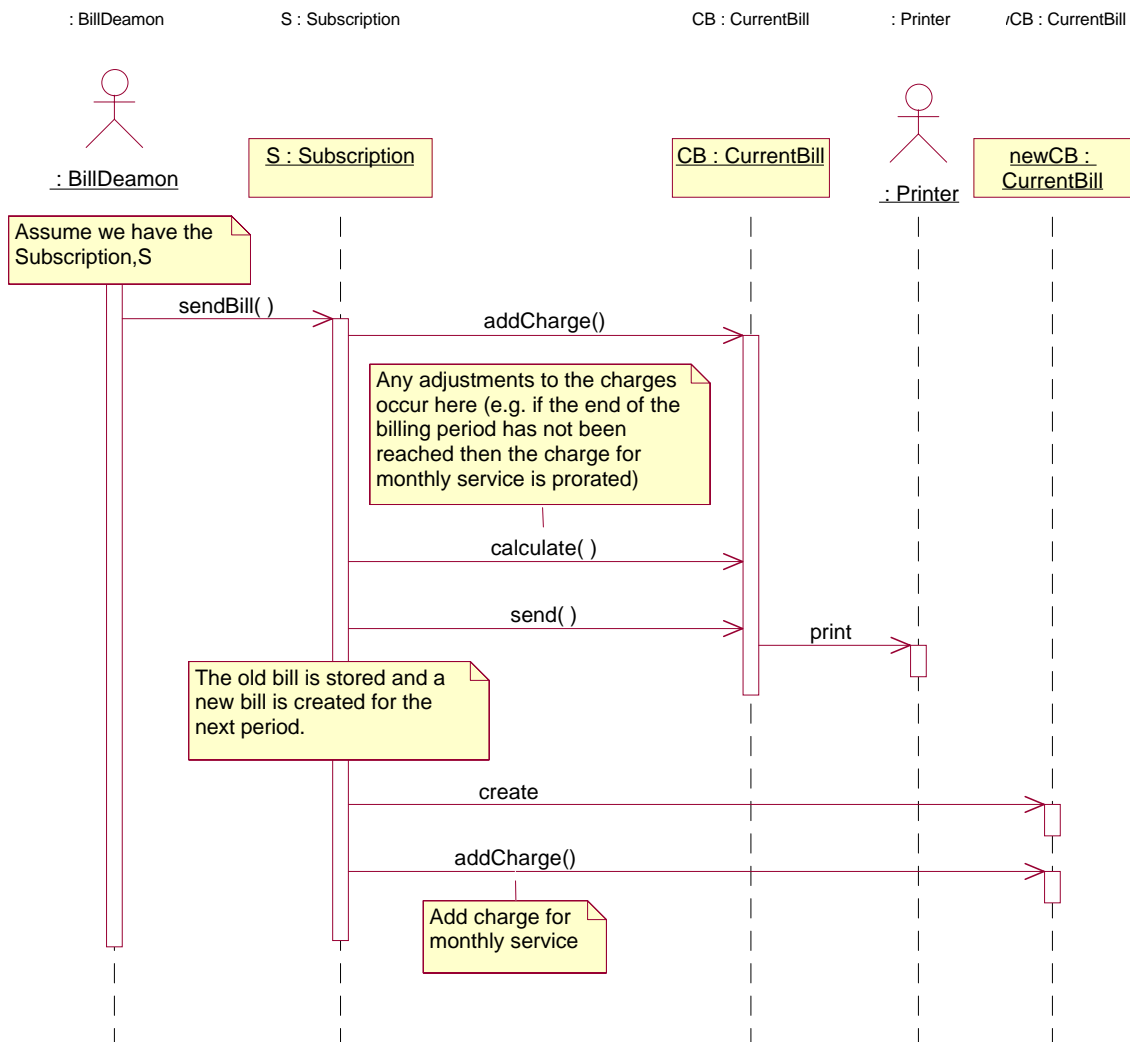 : BillDeamon
S : Subscription
CB : CurrentBill
: Printer
/CB : CurrentBill
: BillDeamon
S : Subscription
CB : CurrentBill
: Printer
newCB :
CurrentBill
Assume we have the
Subscription,S
sendBill( )
addCharge()
Any adjustments to the charges
occur here (e.g. if the end of the
billing period has not been
reached then the charge for
monthly service is prorated)
calculate( )
send( )
print
The old bill is stored and a
new bill is created for the
next period.
create
addCharge()
Add charge for
monthly service